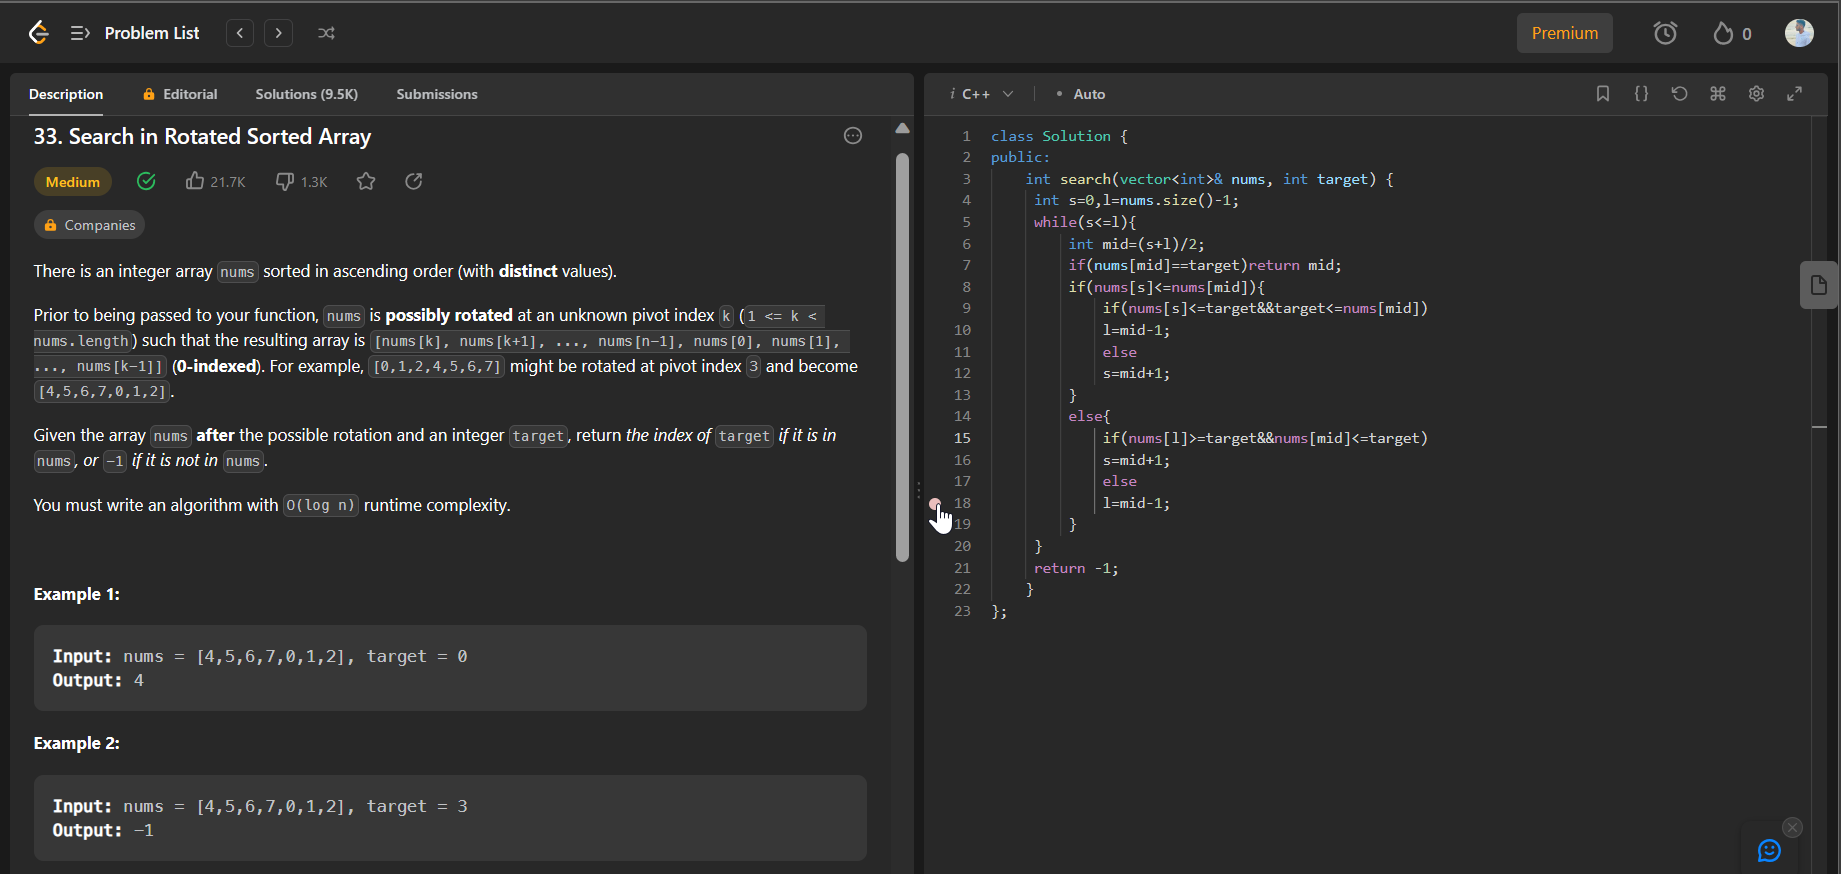 Problem List
Premium
0
Description
Editorial
Solutions (9.5K)
Submissions
33. Search in Rotated Sorted Array
Medium
21.7K
1.3K
Companies
There is an integer array nums sorted in ascending order (with distinct values).
Prior to being passed to your function, nums is possibly rotated at an unknown pivot index k (1 <= k <
nums.length) such that the resulting array is [nums[k], nums[k+1], ..., nums[n-1], nums[0], nums[1],
..., nums[k-1]] (0-indexed). For example, [0,1,2,4,5,6,7] might be rotated at pivot index 3 and become
[4,5,6,7,0,1,2].
Given the array nums after the possible rotation and an integer target, return the index of target if it is in
nums, or -1 if it is not in nums.
You must write an algorithm with O(log n) runtime complexity.
Example 1:
Input: nums = [4,5,6,7,0,1,2], target = 0
Output: 4
Example 2:
Input: nums = [4,5,6,7,0,1,2], target = 3
Output: -1
i C++
• Auto
1 class Solution {
2 public:
3 int search(vector<int>& nums, int target) {
4 int s=0,l=nums.size()-1;
5 while(s<=l){
6 int mid=(s+l)/2;
7 if(nums[mid]==target)return mid;
8 if(nums[s]<=nums[mid]){
9 if(nums[s]<=target&&target<=nums[mid])
10 l=mid-1;
11 else
12 s=mid+1;
13 }
14 else{
15 if(nums[l]>=target&&nums[mid]<=target)
16 s=mid+1;
17 else
18 l=mid-1;
19 }
20 }
21 return -1;
22 }
23 };